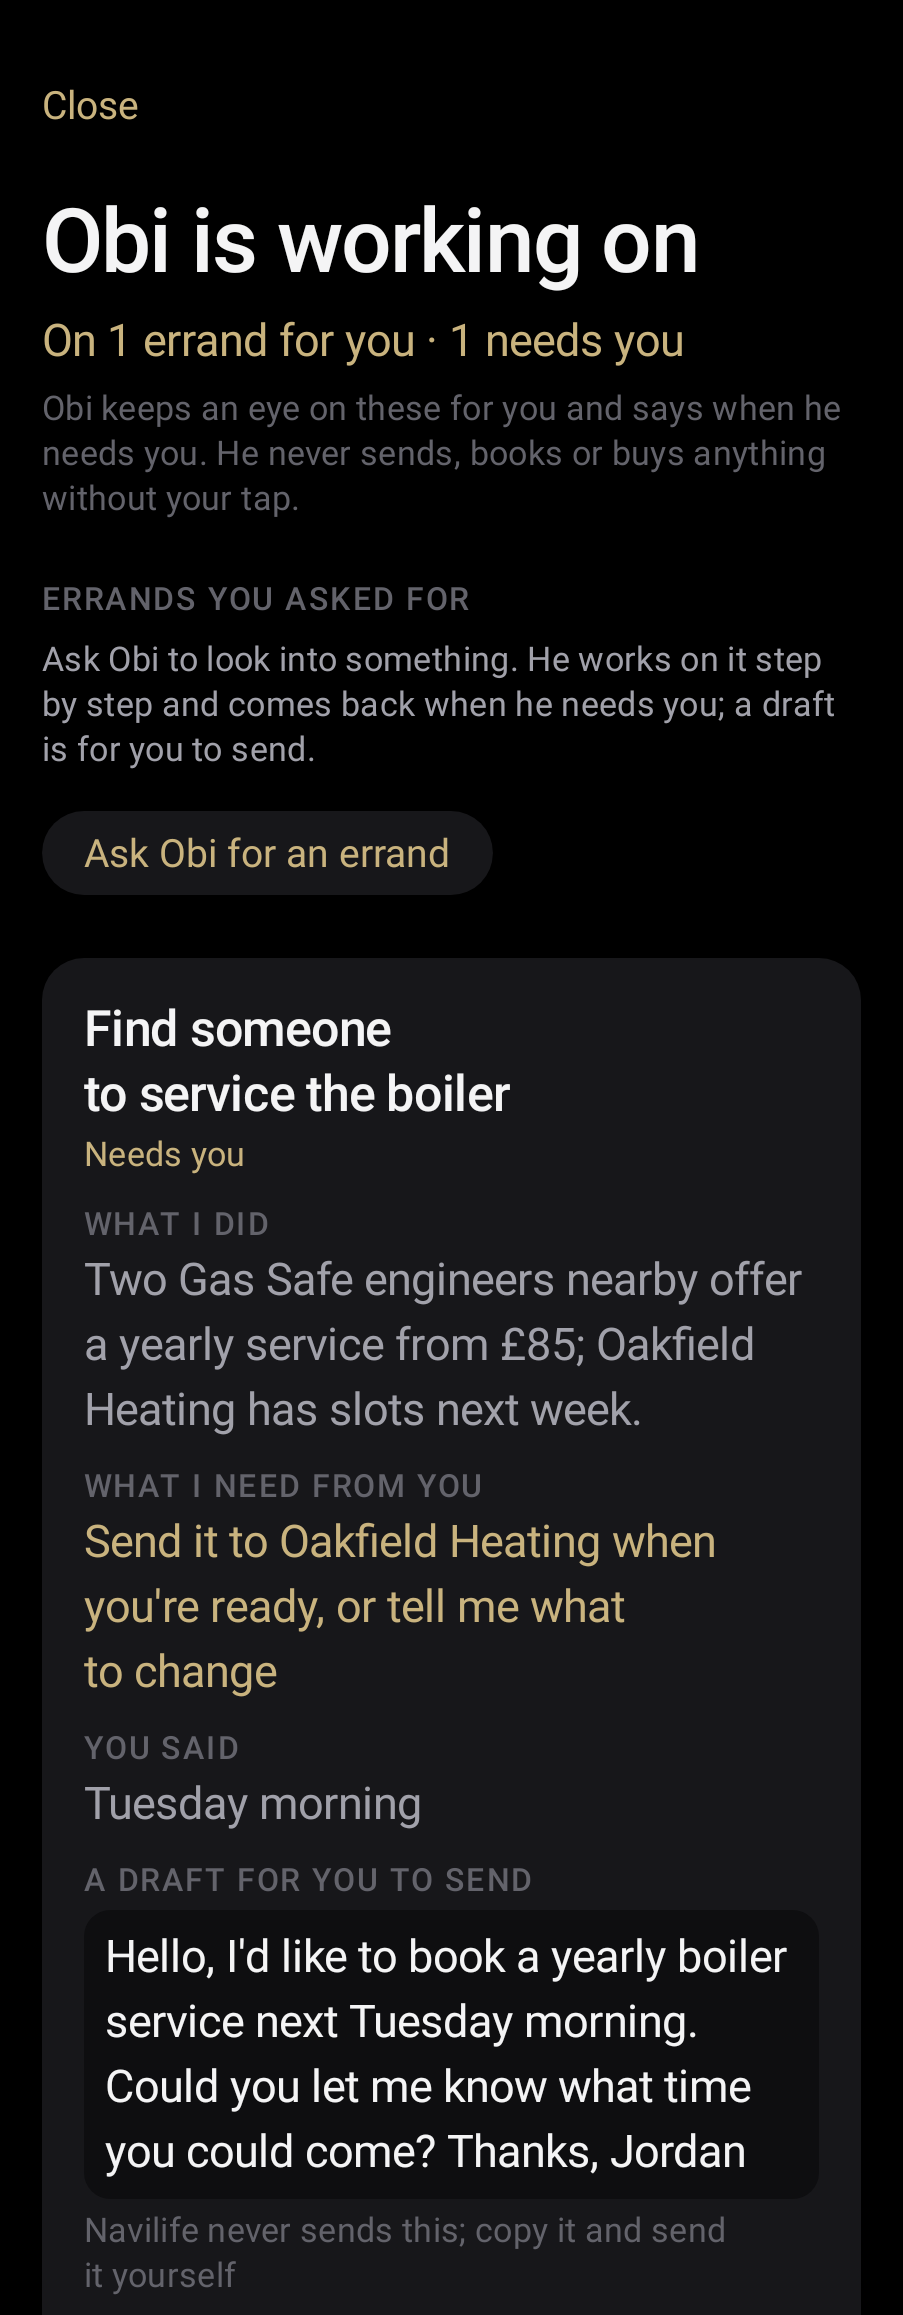 Close
Obi is working on
On 1 errand for you · 1 needs you
Obi keeps an eye on these for you and says when he
needs you. He never sends, books or buys anything
without your tap.
ERRANDS YOU ASKED FOR
Ask Obi to look into something. He works on it step
by step and comes back when he needs you; a draft
is for you to send.
Ask Obi for an errand
Find someone
to service the boiler
Needs you
WHAT I DID
Two Gas Safe engineers nearby offer
a yearly service from £85; Oakfield
Heating has slots next week.
WHAT I NEED FROM YOU
Send it to Oakfield Heating when
you're ready, or tell me what
to change
YOU SAID
Tuesday morning
A DRAFT FOR YOU TO SEND
Hello, I'd like to book a yearly boiler
service next Tuesday morning.
Could you let me know what time
you could come? Thanks, Jordan
Navilife never sends this; copy it and send
it yourself